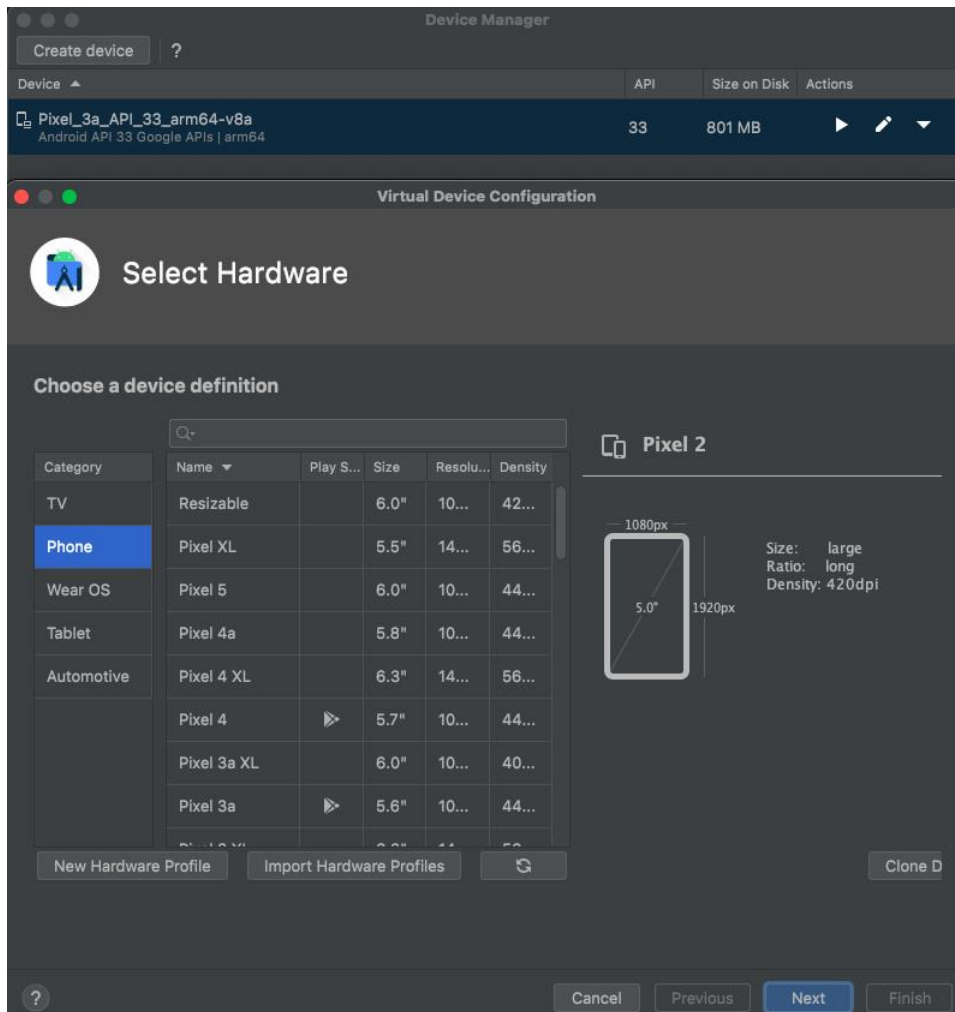 Device Manager
Create device ?
Device API Size on Disk Actions
Pixel_3a_API_33_arm64-v8a 33 801 MB
Android API 33 Google APIs | arm64
Virtual Device Configuration
Select Hardware
Choose a device definition
Category
TV
Phone
Wear OS
Tablet
Automotive
Name Play S... Size Resolu... Density
Resizable 6.0" 10... 42...
Pixel XL 5.5" 14... 56...
Pixel 5 6.0" 10... 44...
Pixel 4a 5.8" 10... 44...
Pixel 4 XL 6.3" 14... 56...
Pixel 4 5.7" 10... 44...
Pixel 3a XL 6.0" 10... 40...
Pixel 3a 5.6" 10... 44...
Pixel 2
1080px
5.0"
1920px
Size: large
Ratio: long
Density: 420dpi
New Hardware Profile Import Hardware Profiles Clone D
? Cancel Previous Next Finish